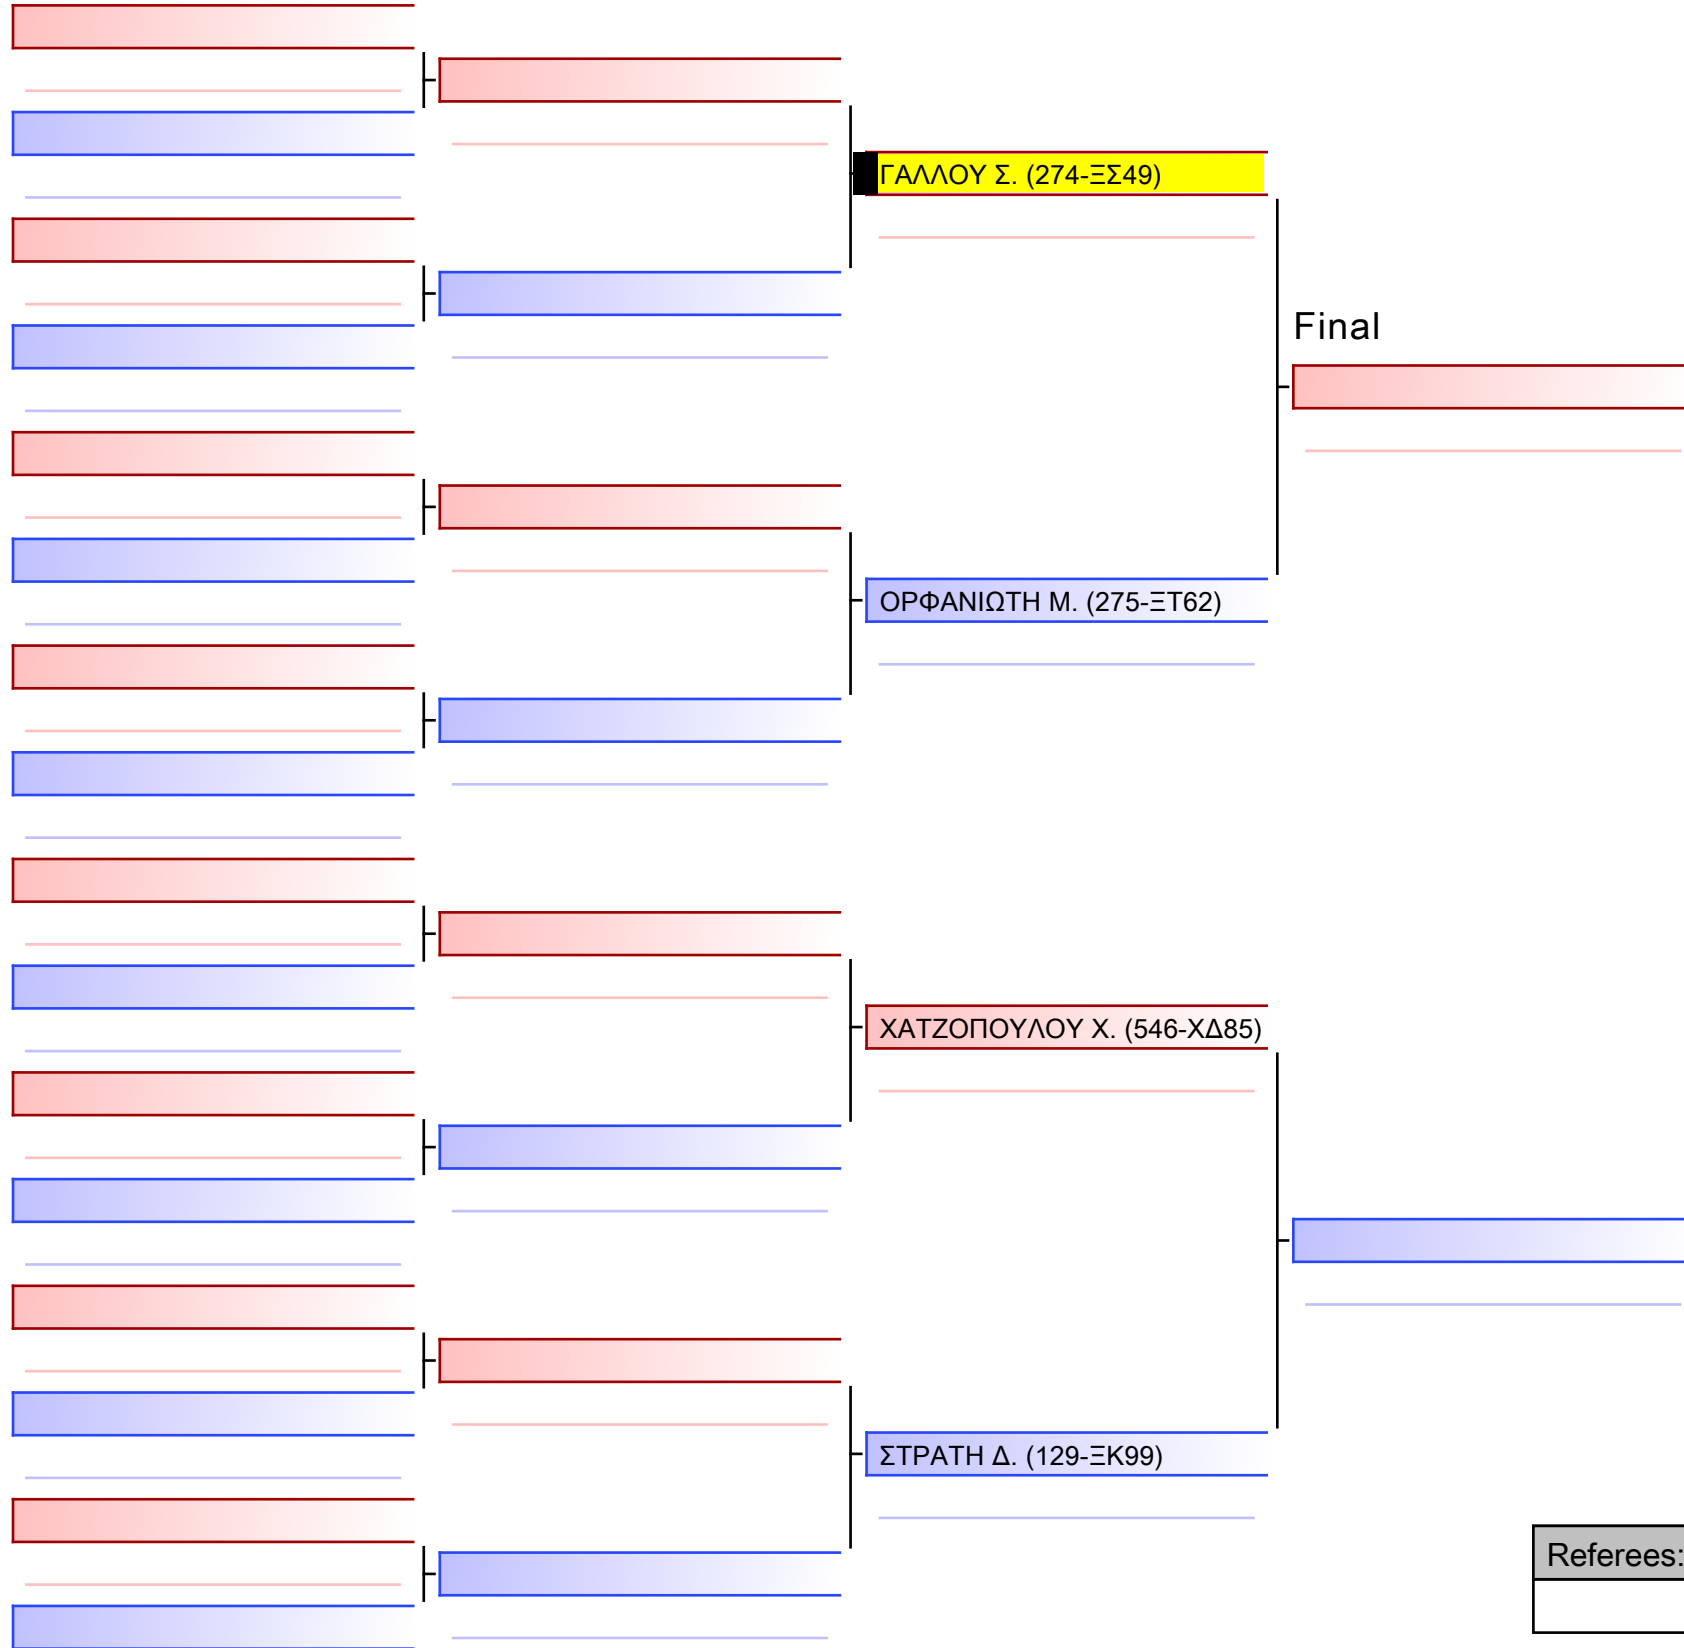 ΓΑΛΛΟΥ Σ. (274-ΞΣ49)
Final
ΟΡΦΑΝΙΩΤΗ Μ. (275-ΞΤ62)
ΧΑΤΖΟΠΟΥΛΟΥ Χ. (546-ΧΔ85)
ΣΤΡΑΤΗ Δ. (129-ΞΚ99)
Referees: